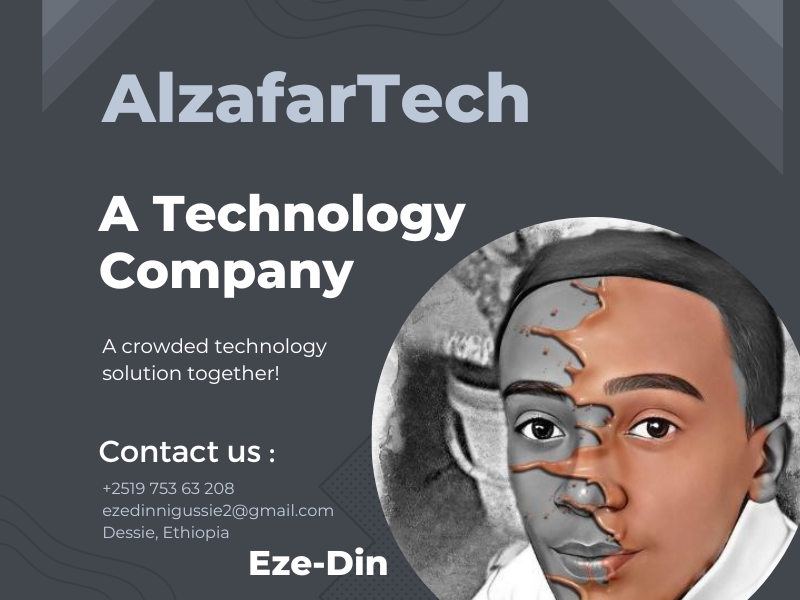 AlzafarTech
A Technology
Company
A crowded technology
solution together!
Contact us :
+2519 753 63 208
ezedinnigussie2@gmail.com
Dessie, Ethiopia
Eze-Din